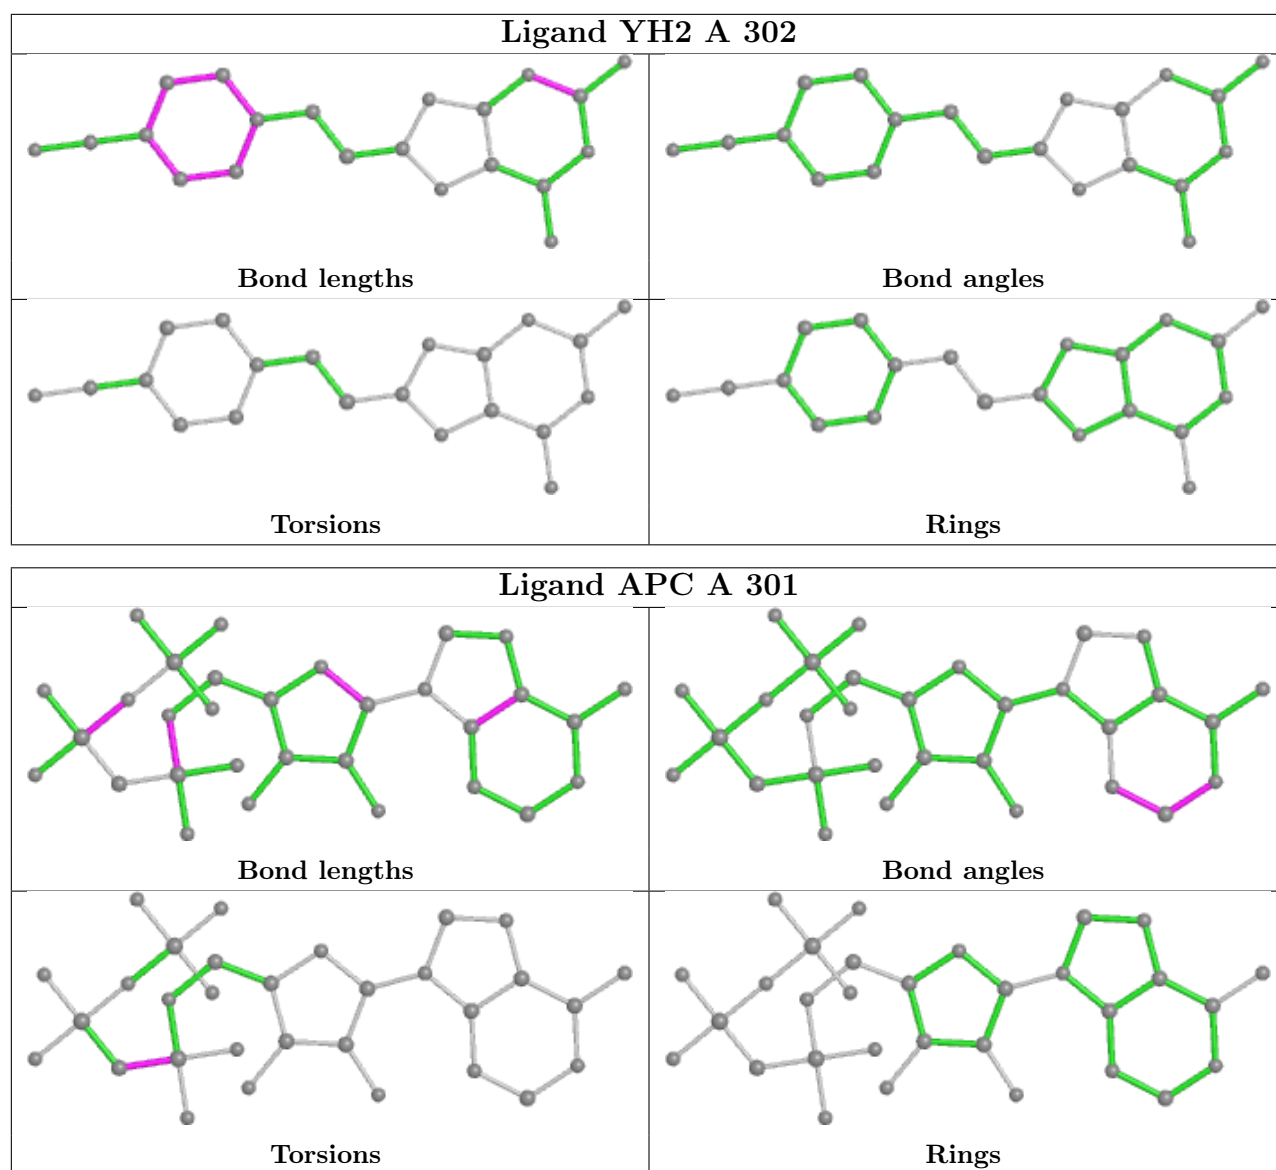 Ligand YH2 A 302
Bond lengths
Bond angles
Torsions
Rings
Ligand APC A 301
Bond lengths
Bond angles
Torsions
Rings